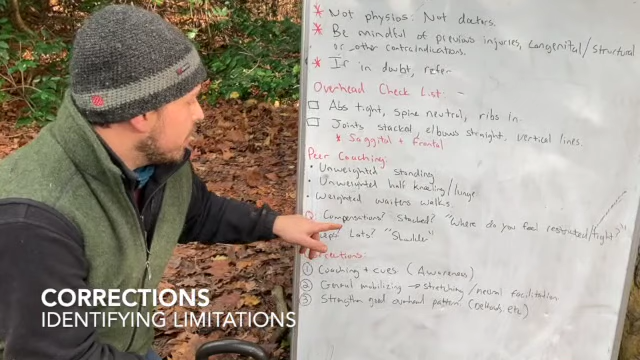 * Not physios. Not doctors.
* Be mindful of previous injuries, congenital/structural
or other contraindications.
* If in doubt, refer
Overhead Check List: -
□ Abs tight, spine neutral, ribs in.
□ Joints stacked, elbows straight, vertical lines.
* Saggital + frontal
Peer Coaching:
• Unweighted standing
• Unweighted half kneeling/lunge
• Weighted waiters walks
Compensations? Stacked? "Where do you feel restricted/tight?"
Lats? "Shoulder"
① Coaching + cues (Awareness)
② General mobilizing → stretching/neural facilitation
③ Strengthen good overhead pattern. etc)
CORRECTIONS
IDENTIFYING LIMITATIONS